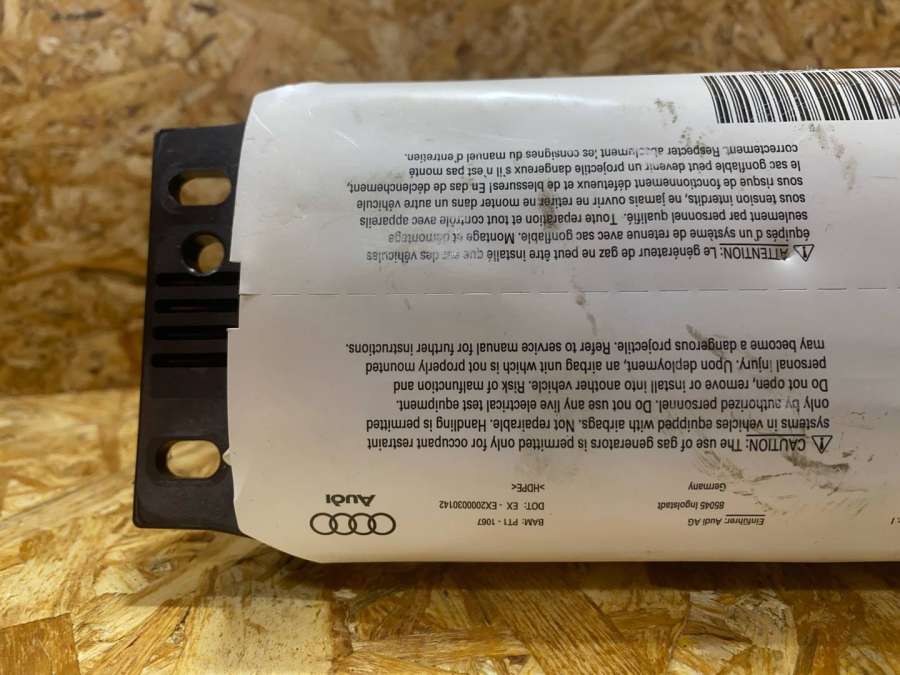 Einführer: Audi AG
85045 Ingolstadt
Germany
BAM: PT1 - 1067
DOT: EX - EX2000030142
>HDPE<
Audi
CAUTION: The use of gas generators is permitted only for occupant restraint
systems in vehicles equipped with airbags. Not repairable. Handling is permitted
only by authorized personnel. Do not use any live electrical test equipment.
Do not open, remove or install into another vehicle. Risk of malfunction and
personal injury. Upon deployment, an airbag unit which is not properly mounted
may become a dangerous projectile. Refer to service manual for further instructions.
ATTENTION: Le générateur de gaz ne peut être installé que sur des véhicules
équipés d'un système de retenue avec sac gonflable. Montage et démontage
seulement par personnel qualifié. Toute reparation et tout contrôle avec appareils
sous tension interdits, ne jamais ouvrir ne retirer ne monter dan un autre véhicule
sous risque de fonctionnement défutueux et de blessures! En das de déclenchement,
le sac gonflable peut devenir un projectile dangereux s'il n'est pas monté
correctement. Respecter absolument les consignes du manuel d'entretien.